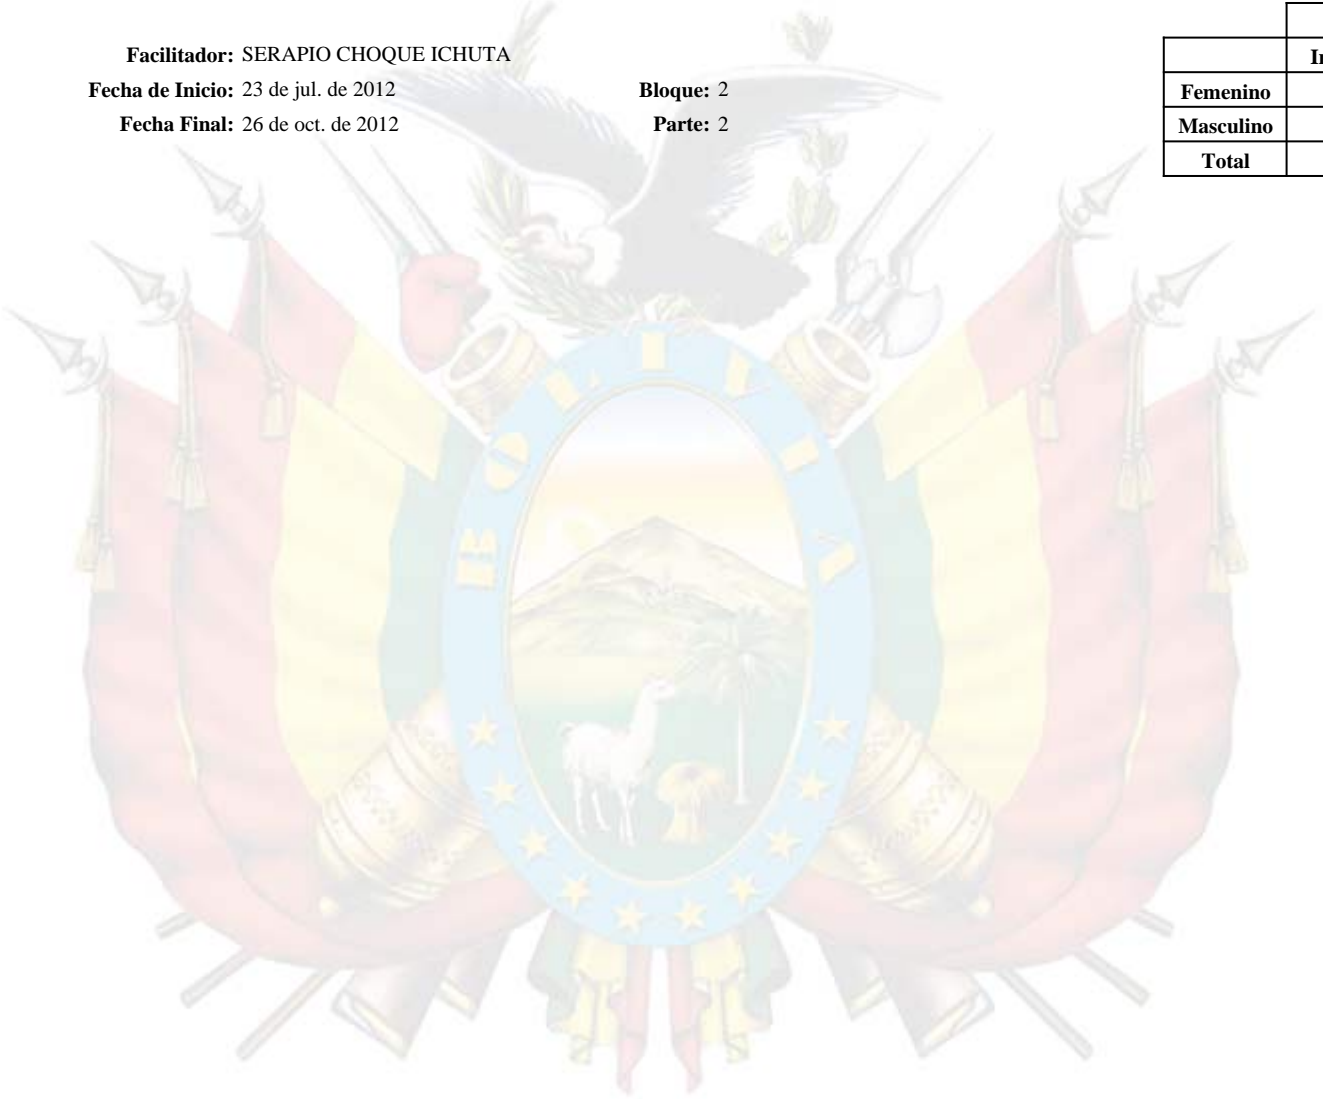 Facilitador: SERAPIO CHOQUE ICHUTA
Fecha de Inicio: 23 de jul. de 2012 Bloque: 2
Fecha Final: 26 de oct. de 2012 Parte: 2
Femenino
Masculino
Total
BOLIVIA